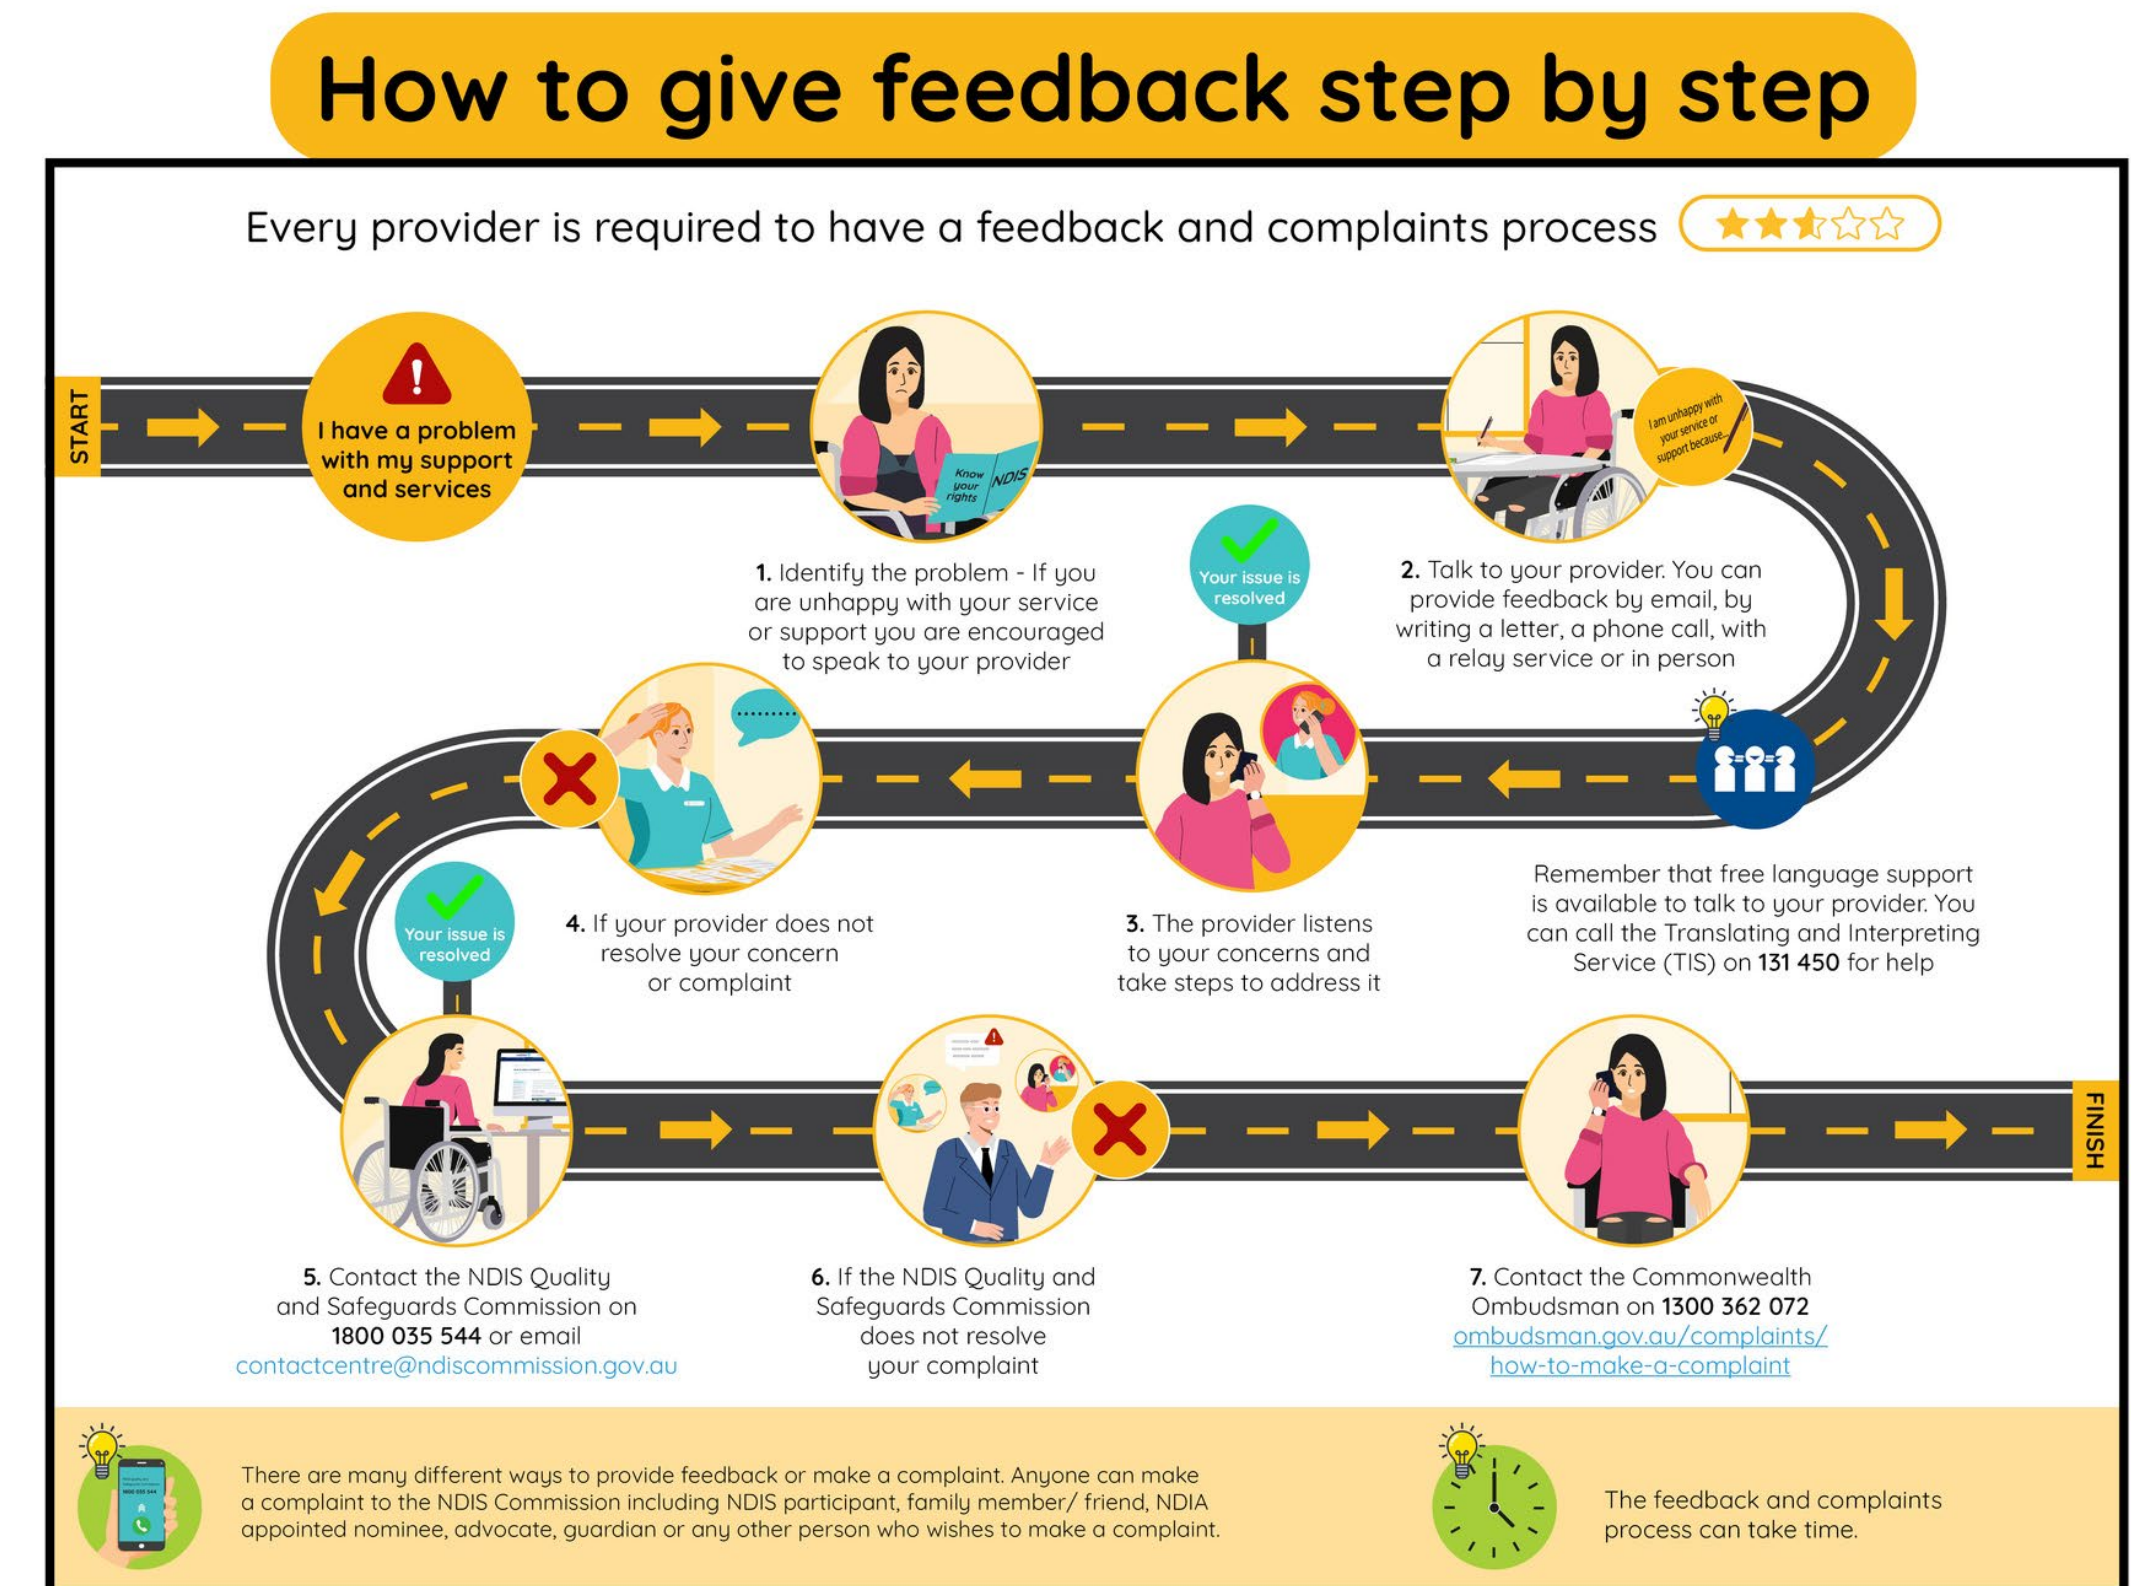 How to give feedback step by step
Every provider is required to have a feedback and complaints process
START
I have a problem
with my support
and services
Know
your
rights
NDIS
I am unhappy with
your service or
support because...
1. Identify the problem - If you
are unhappy with your service
or support you are encouraged
to speak to your provider
Your issue is
resolved
2. Talk to your provider. You can
provide feedback by email, by
writing a letter, a phone call, with
a relay service or in person
Remember that free language support
is available to talk to your provider. You
can call the Translating and Interpreting
Service (TIS) on 131 450 for help
3. The provider listens
to your concerns and
take steps to address it
4. If your provider does not
resolve your concern
or complaint
Your issue is
resolved
5. Contact the NDIS Quality
and Safeguards Commission on
1800 035 544 or email
contactcentre@ndiscommission.gov.au
6. If the NDIS Quality and
Safeguards Commission
does not resolve
your complaint
7. Contact the Commonwealth
Ombudsman on 1300 362 072
ombudsman.gov.au/complaints/
how-to-make-a-complaint
FINISH
There are many different ways to provide feedback or make a complaint. Anyone can make
a complaint to the NDIS Commission including NDIS participant, family member/ friend, NDIA
appointed nominee, advocate, guardian or any other person who wishes to make a complaint.
The feedback and complaints
process can take time.